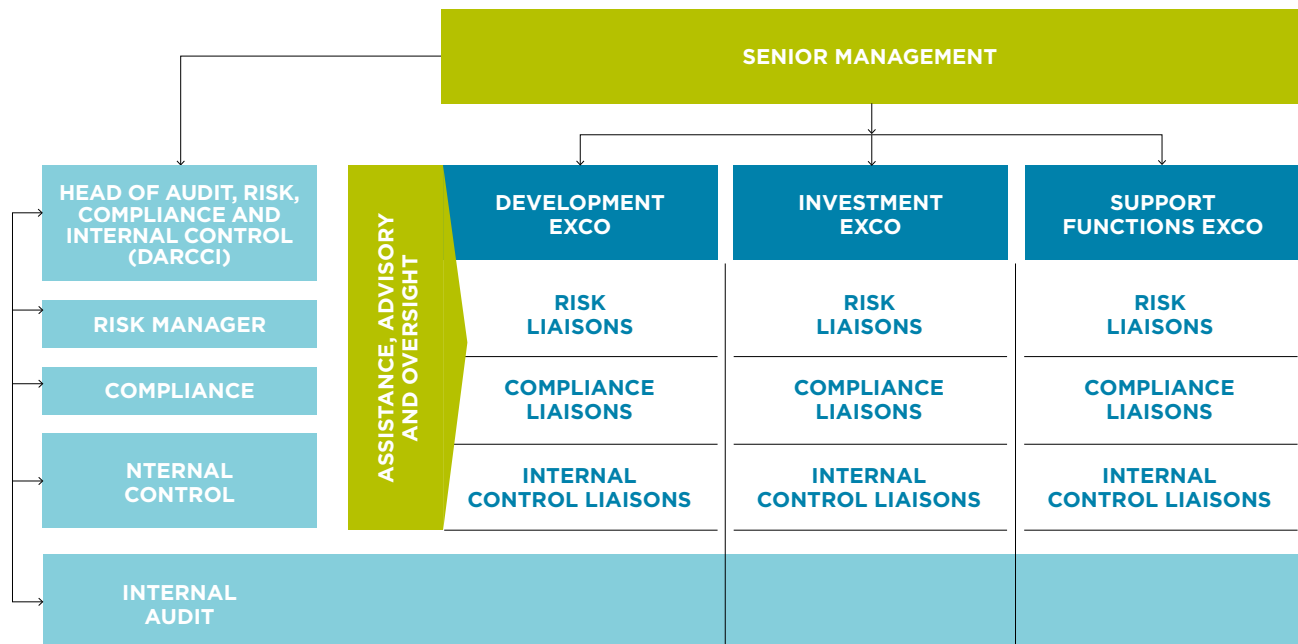 SENIOR MANAGEMENT
HEAD OF AUDIT, RISK,
COMPLIANCE AND
INTERNAL CONTROL
(DARCCI)
RISK MANAGER
COMPLIANCE
NTERNAL
CONTROL
INTERNAL
AUDIT
ASSISTANCE, ADVISORY
AND OVERSIGHT
DEVELOPMENT
EXCO
RISK
LIAISONS
COMPLIANCE
LIAISONS
INTERNAL
CONTROL LIAISONS
INVESTMENT
EXCO
RISK
LIAISONS
COMPLIANCE
LIAISONS
INTERNAL
CONTROL LIAISONS
SUPPORT
FUNCTIONS EXCO
RISK
LIAISONS
COMPLIANCE
LIAISONS
INTERNAL
CONTROL LIAISONS